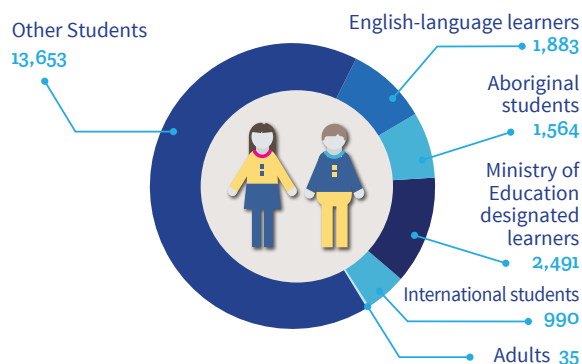 Other Students
13,653
English-language learners
1,883
Aboriginal
students
1,564
Ministry of
Education
designated
learners
2,491
International students
990
Adults 35